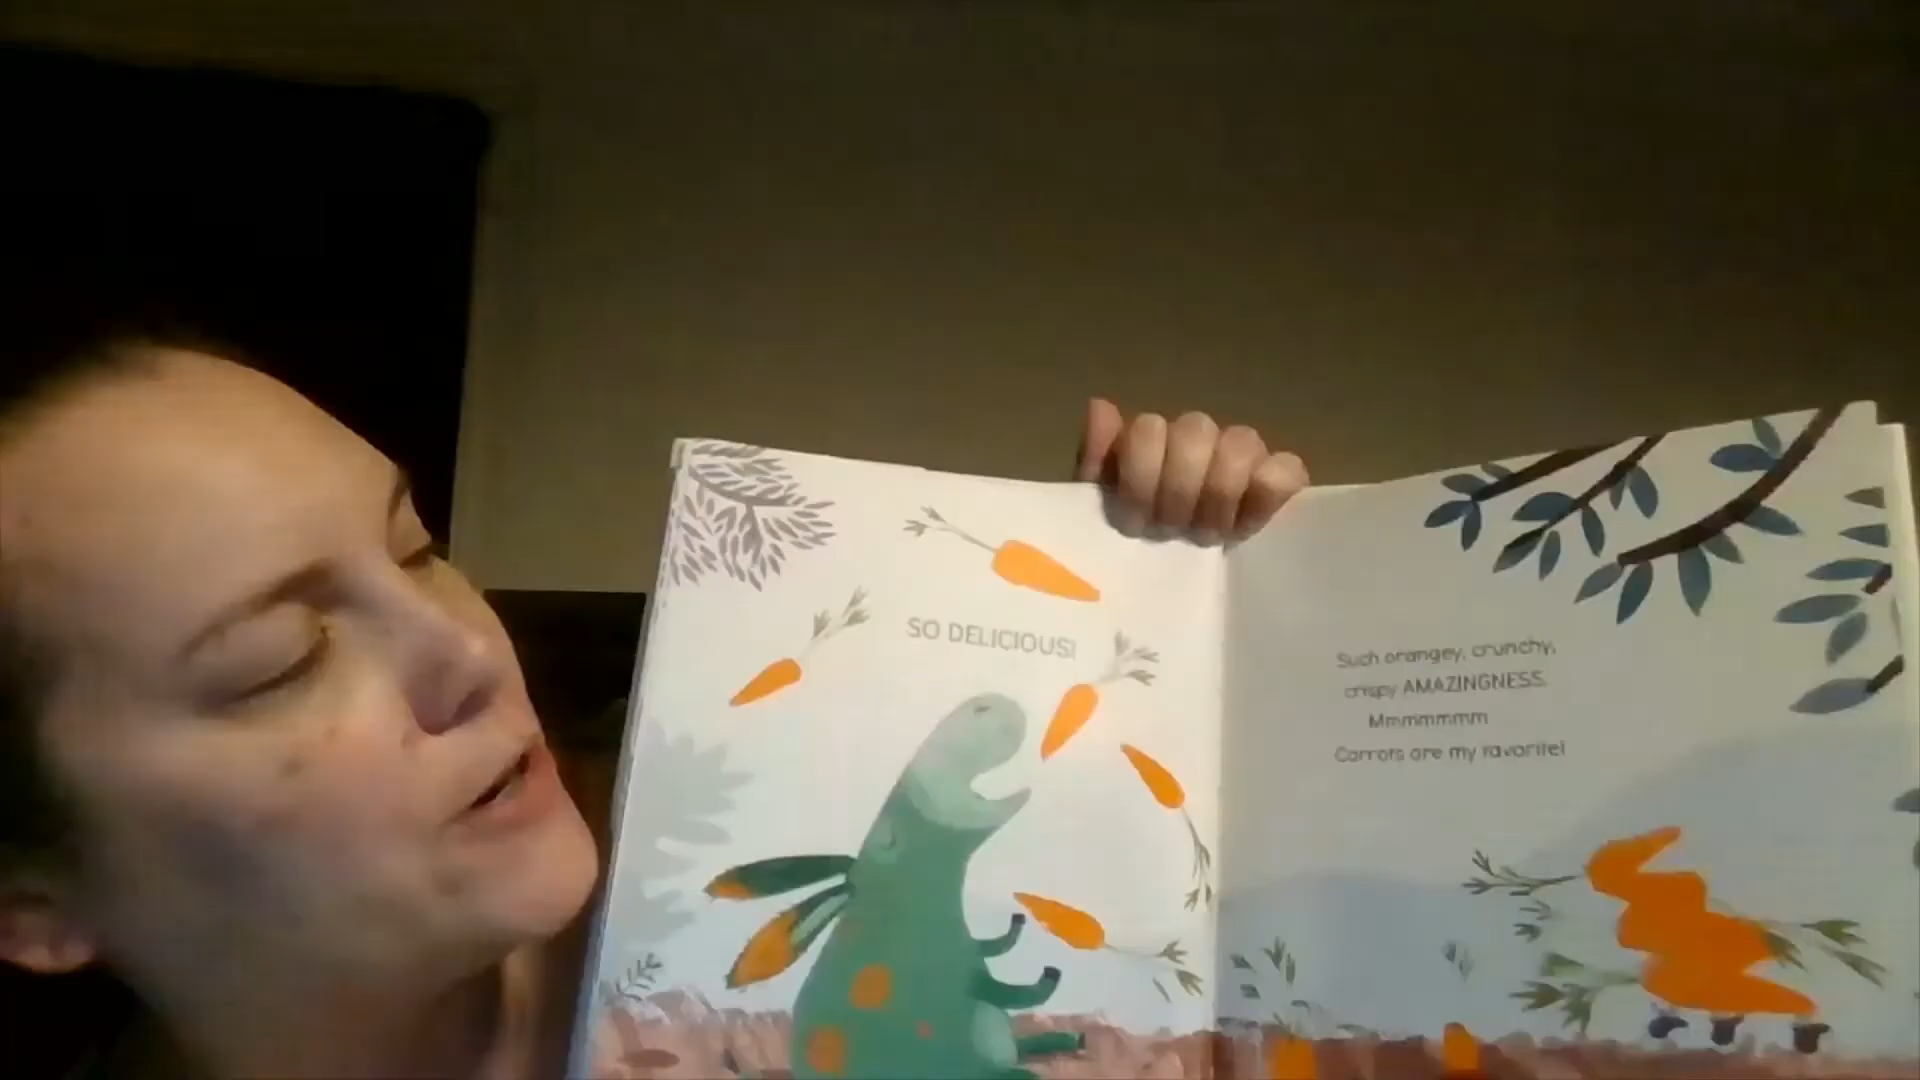 SO DELICIOUS!
Such orangey, crunchy,
crispy AMAZINGNESS.
Mmmmmmm
Carrots are my favorite!